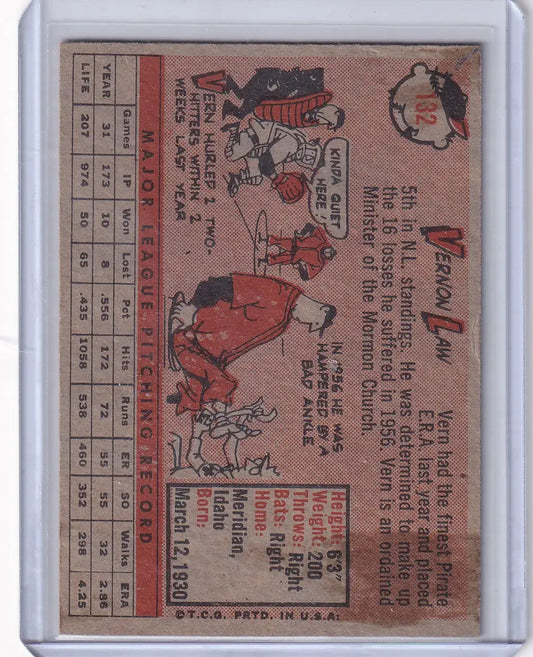 132
VERNON LAW
Vern had the finest Pirate
E.R.A. last year and placed
5th in N.L. standings. He was determined to make up
the 16 losses he suffered in 1956. Vern is an ordained
Minister of the Mormon Church.
KINDA QUIET
HERE!
VERN HURLED 2 TWO-
HITTERS WITHIN 2
WEEKS LAST YEAR
IN 1956, HE WAS
HAMPERED BY A
BAD ANKLE
Height: 6'3"
Weight: 200
Throws: Right
Bats: Right
Home:
Meridian,
Idaho
Born:
March 12, 1930
MAJOR LEAGUE PITCHING RECORD
Games IP Won Lost Pct Hits Runs ER SO Walks ERA
YEAR 31 173 10 8 .556 172 72 55 55 32 2.86
LIFE 207 974 50 65 .435 1058 538 460 352 298 4.25
©T.C.G. PRTD. IN U.S.A.